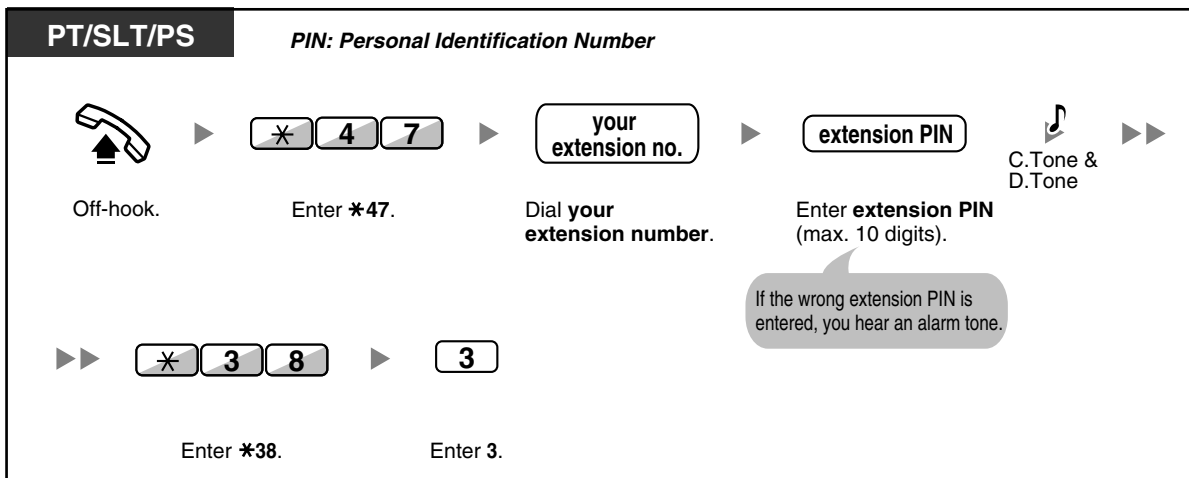 PT/SLT/PS
PIN: Personal Identification Number
* 4 7
your
extension no.
extension PIN
C.Tone &
D.Tone
Off-hook.
Enter *47.
Dial your
extension number.
Enter extension PIN
(max. 10 digits).
If the wrong extension PIN is
entered, you hear an alarm tone.
* 3 8
3
Enter *38.
Enter 3.